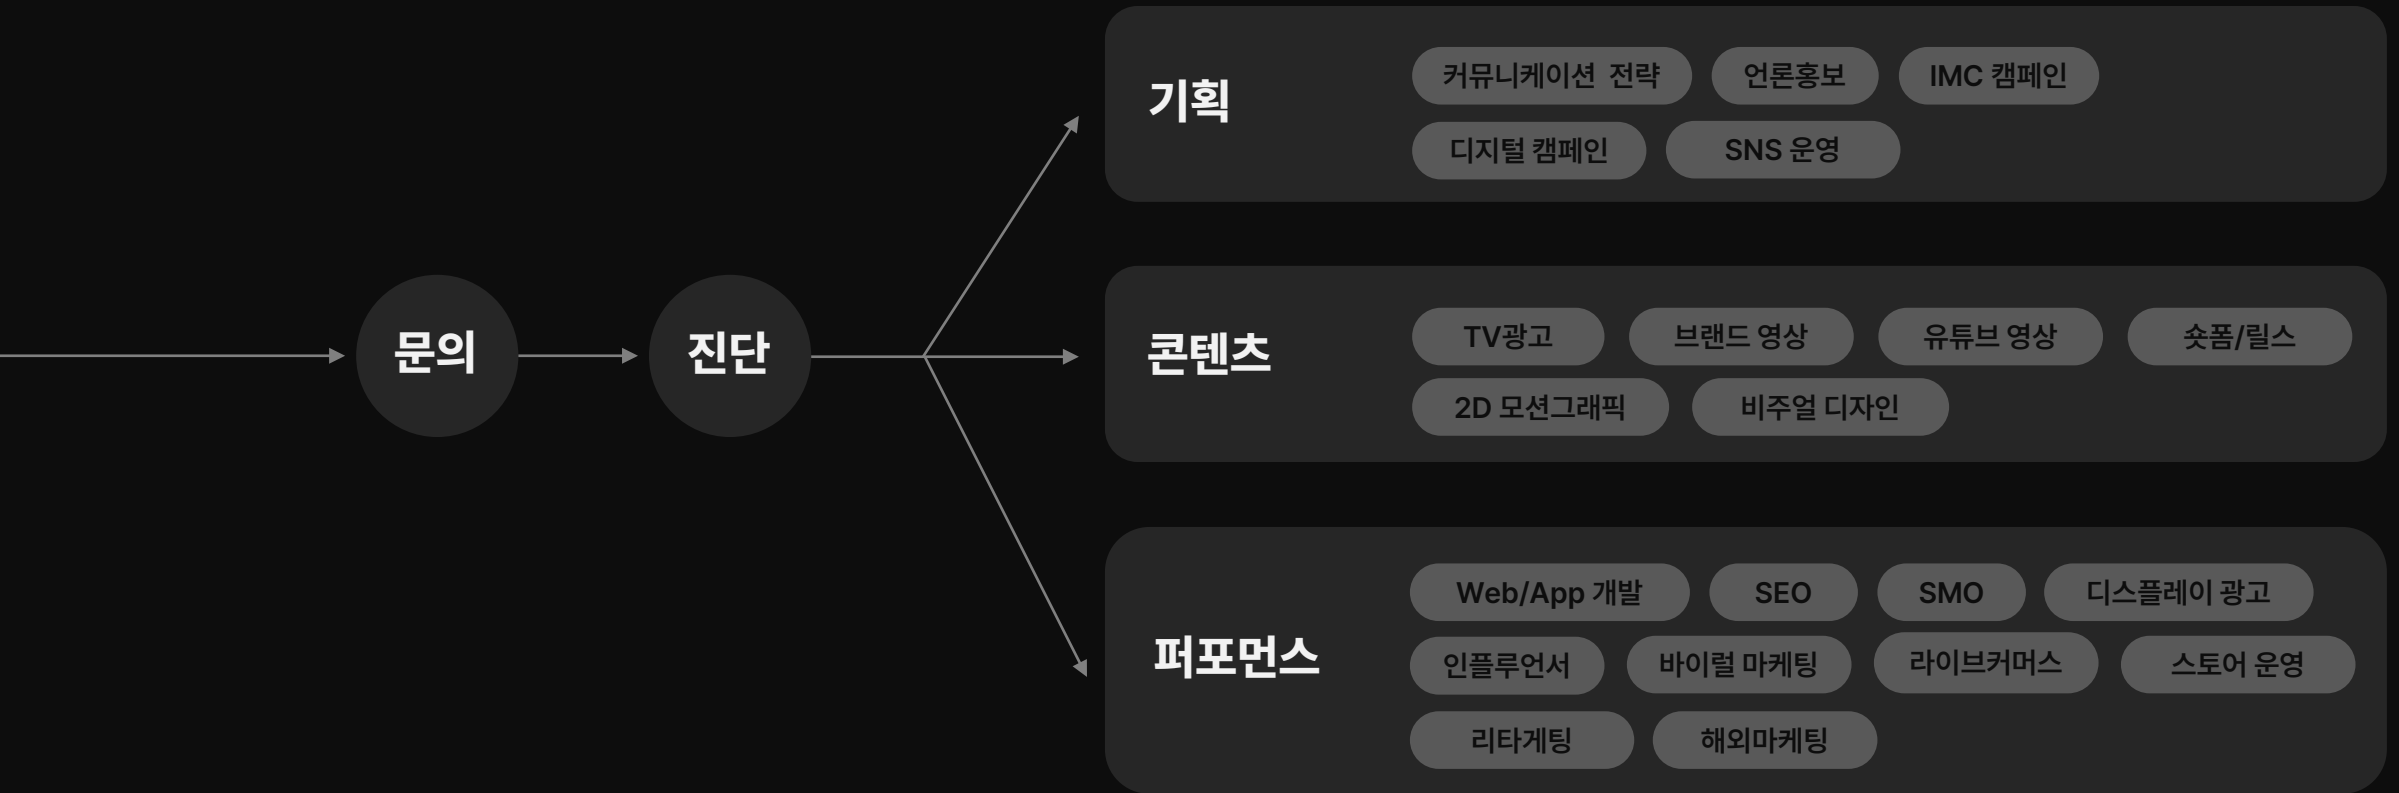 문의
진단
기획
커뮤니케이션 전략
언론홍보
IMC 캠페인
디지털 캠페인
SNS 운영
콘텐츠
TV광고
브랜드 영상
유튜브 영상
숏폼/릴스
2D 모션그래픽
비주얼 디자인
퍼포먼스
Web/App 개발
SEO
SMO
디스플레이 광고
인플루언서
바이럴 마케팅
라이브커머스
스토어 운영
리타게팅
해외마케팅